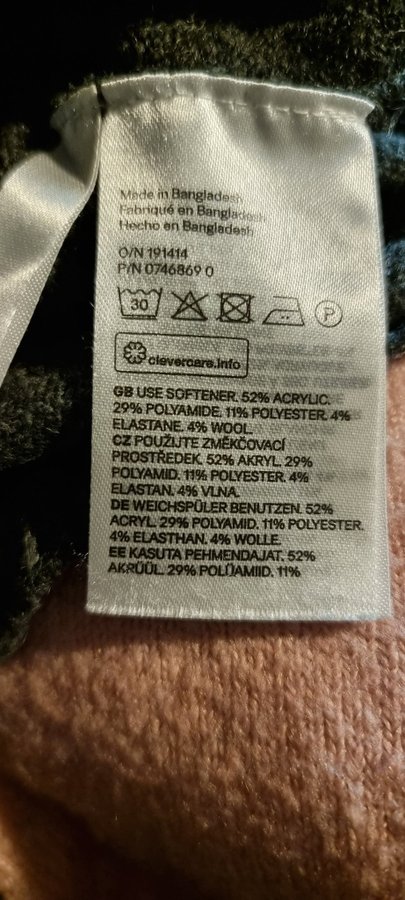 Made in Bangladesh
Fabriqué en Bangladesh
Hecho en Bangladesh
O/N 191414
P/N 0746869 0
30
P
clevercare.info
GB USE SOFTENER. 52% ACRYLIC.
29% POLYAMIDE. 11% POLYESTER. 4%
ELASTANE. 4% WOOL.
CZ POUŽIJTE ZMĚKČOVACÍ
PROSTŘEDEK. 52% AKRYL. 29%
POLYAMID. 11% POLYESTER. 4%
ELASTAN. 4% VLNA.
DE WEICHSPÜLER BENUTZEN. 52%
ACRYL. 29% POLYAMID. 11% POLYESTER.
4% ELASTHAN. 4% WOLLE.
EE KASUTA PEHMENDAJAT. 52%
AKRÜÜL. 29% POLÜAMIID. 11%